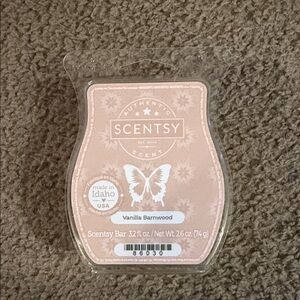 AUTHENTIC
SCENTSY
EST. 2004
SCENT
made in
Idaho
USA
Vanilla Barnwood
Scentsy Bar 3.2 fl. oz / Net Wt. 2.6 oz (74 g)
86030